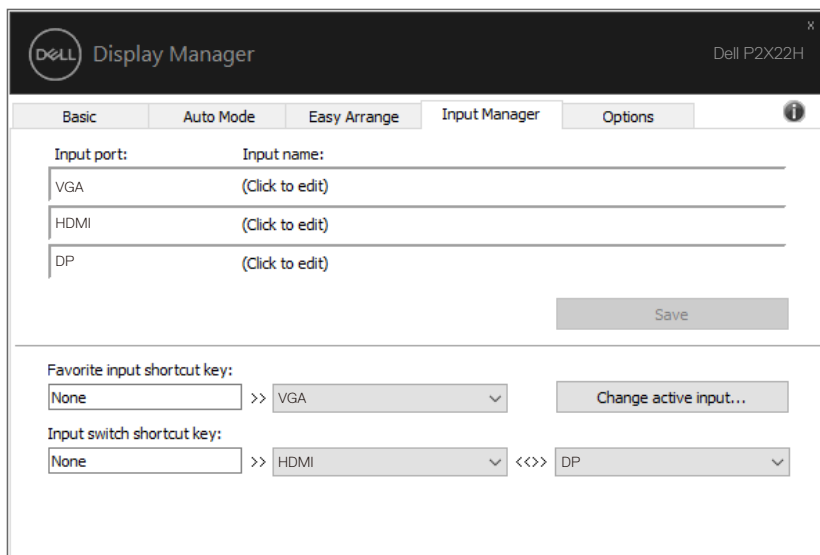 x
DELL Display Manager Dell P2X22H
Basic Auto Mode Easy Arrange Input Manager Options i
Input port: Input name:
VGA (Click to edit)
HDMI (Click to edit)
DP (Click to edit)
Save
Favorite input shortcut key:
None >> VGA Change active input...
Input switch shortcut key:
None >> HDMI <<>> DP